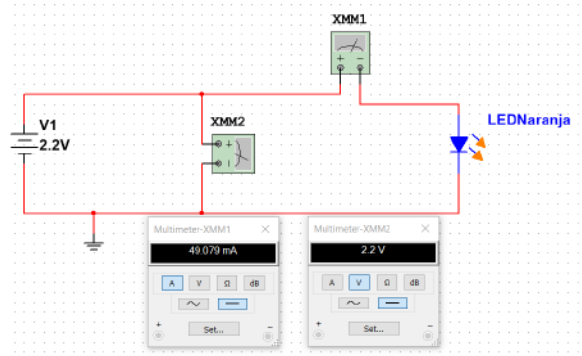 XMM1
+ -
V1
2.2V
XMM2
+
-
LEDNaranja
Multimeter-XMM1
49.079 mA
A V Ω dB
Set...
+ -
Multimeter-XMM2
2.2 V
A V Ω dB
Set...
+ -